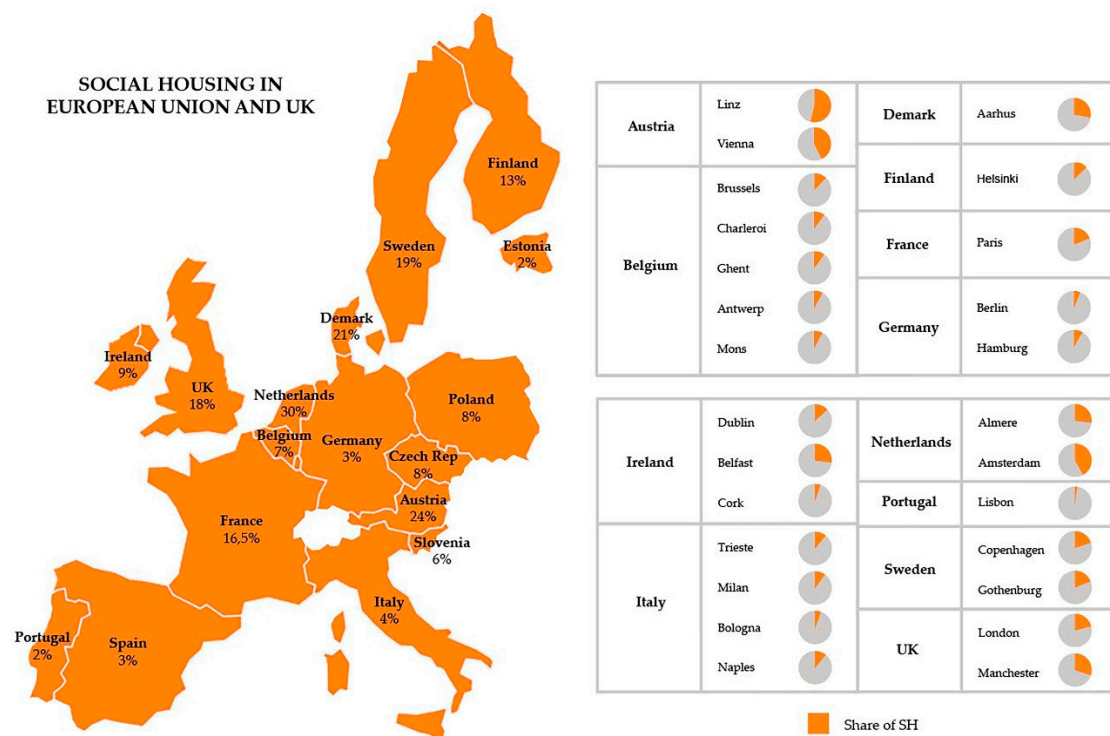 SOCIAL HOUSING IN
EUROPEAN UNION AND UK
Finland
13%
Sweden
19%
Estonia
2%
Demark
21%
Ireland
9%
UK
18%
Netherlands
30%
Belgium
7%
Germany
3%
Poland
8%
Czech Rep
8%
Austria
24%
Slovenia
6%
France
16,5%
Italy
4%
Portugal
2%
Spain
3%
Austria
Linz
Vienna
Belgium
Brussels
Charleroi
Ghent
Antwerp
Mons
Demark
Aarhus
Finland
Helsinki
France
Paris
Germany
Berlin
Hamburg
Ireland
Dublin
Belfast
Cork
Italy
Trieste
Milan
Bologna
Naples
Netherlands
Almere
Amsterdam
Portugal
Lisbon
Sweden
Copenhagen
Gothenburg
UK
London
Manchester
Share of SH